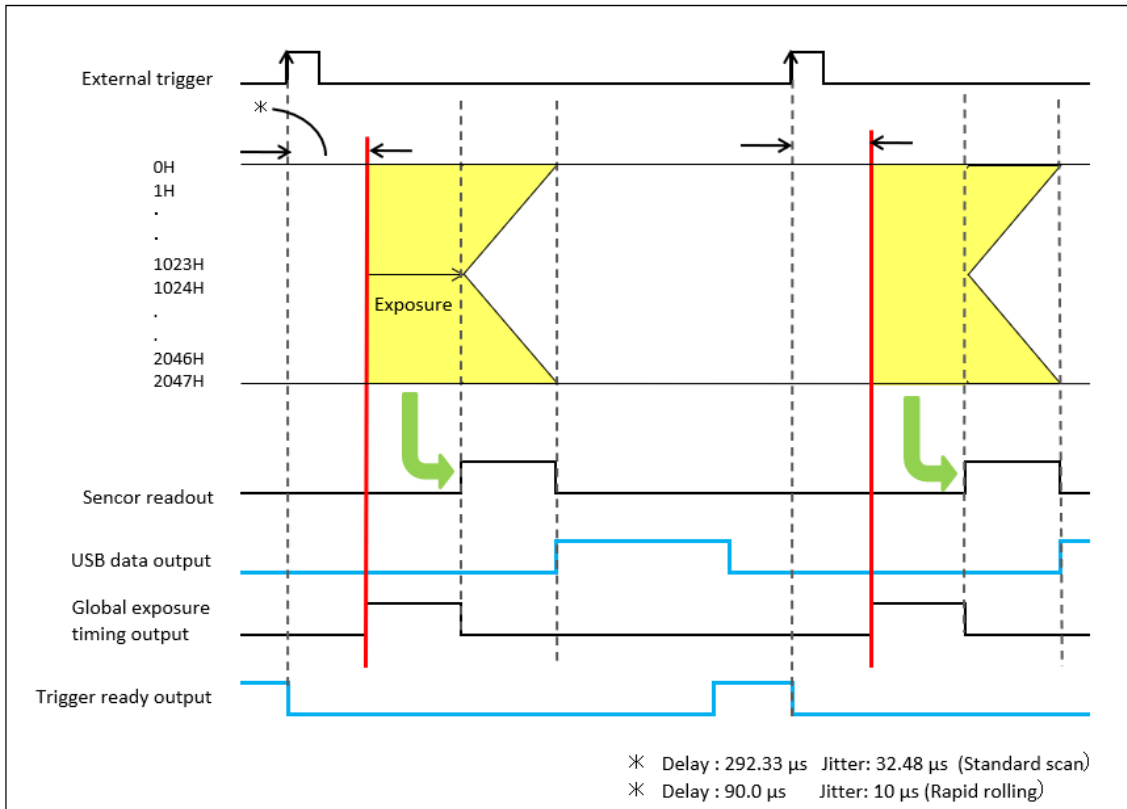 External trigger
*
0H
1H
.
.
1023H
1024H
.
.
2046H
2047H
Exposure
Sencor readout
USB data output
Global exposure
timing output
Trigger ready output
* Delay : 292.33 µs Jitter: 32.48 µs (Standard scan)
* Delay : 90.0 µs Jitter: 10 µs (Rapid rolling)